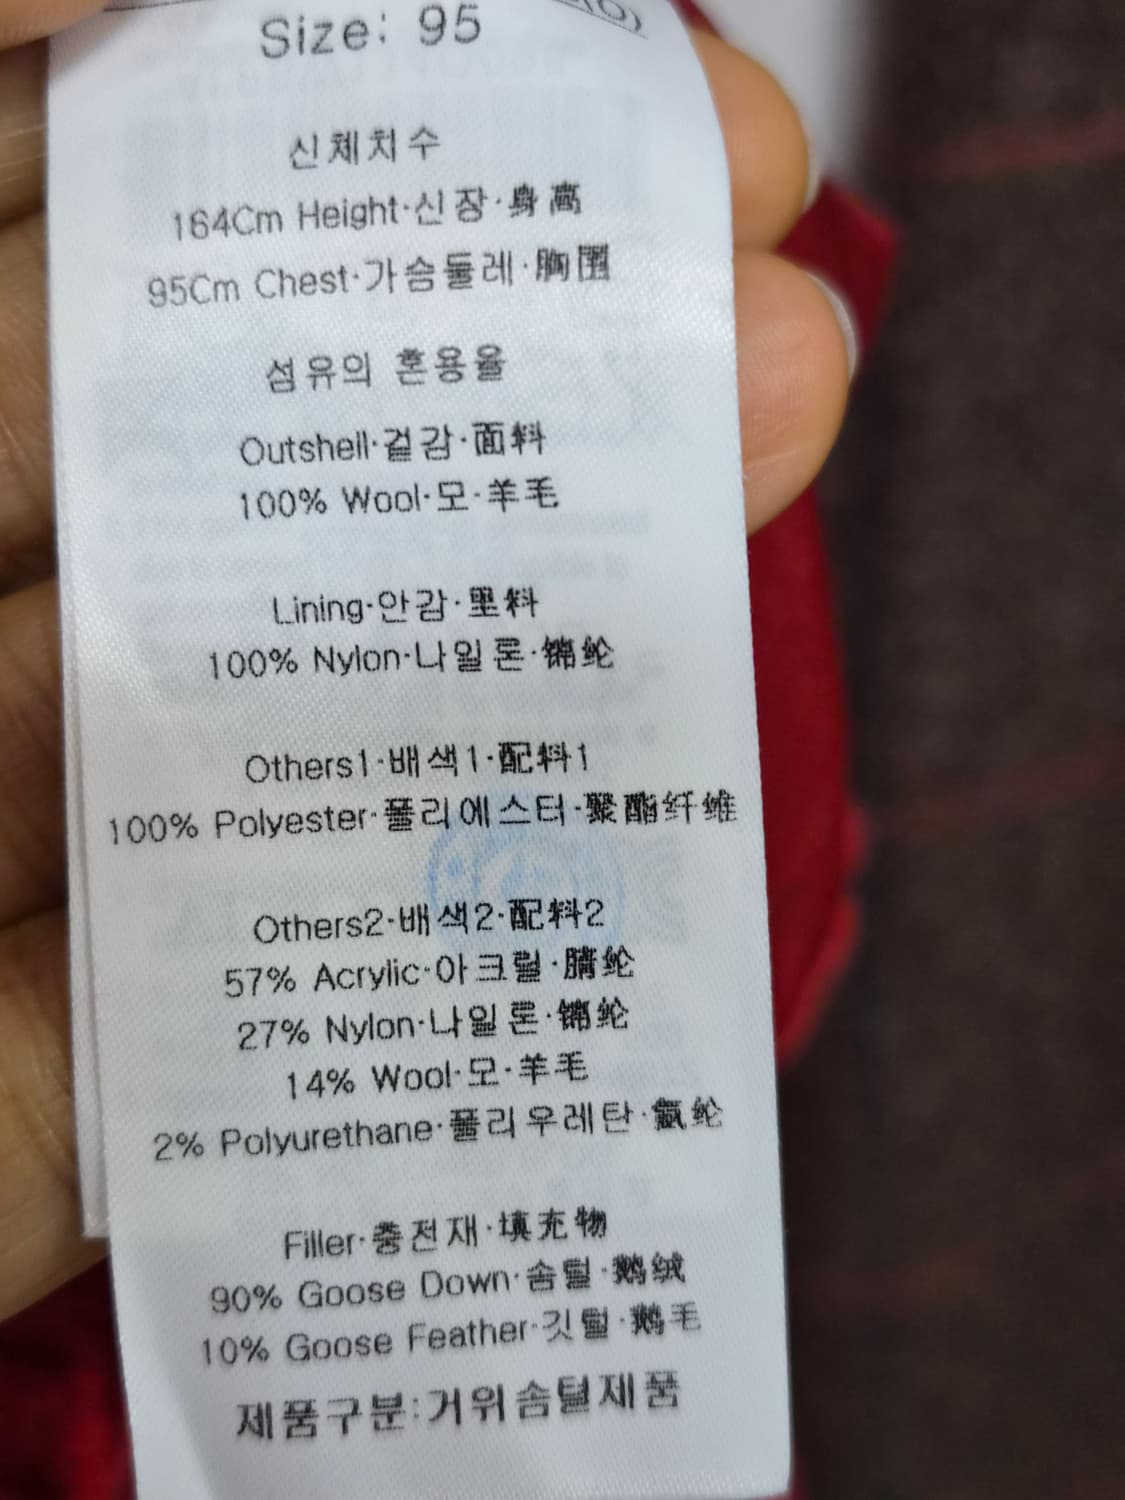 Size: 95
신체치수
164Cm Height·신장·身高
95Cm Chest·가슴둘레·胸围
섬유의 혼용율
Outshell·겉감·面料
100% Wool·모·羊毛
Lining·안감·里料
100% Nylon·나일론·锦纶
Others1·배색1·配料1
100% Polyester·폴리에스터·聚酯纤维
Others2·배색2·配料2
57% Acrylic·아크릴·腈纶
27% Nylon·나일론·锦纶
14% Wool·모·羊毛
2% Polyurethane·폴리우레탄·氨纶
Filler·충전재·填充物
90% Goose Down·솜털·鹅绒
10% Goose Feather·깃털·鹅毛
제품구분:거위솜털제품